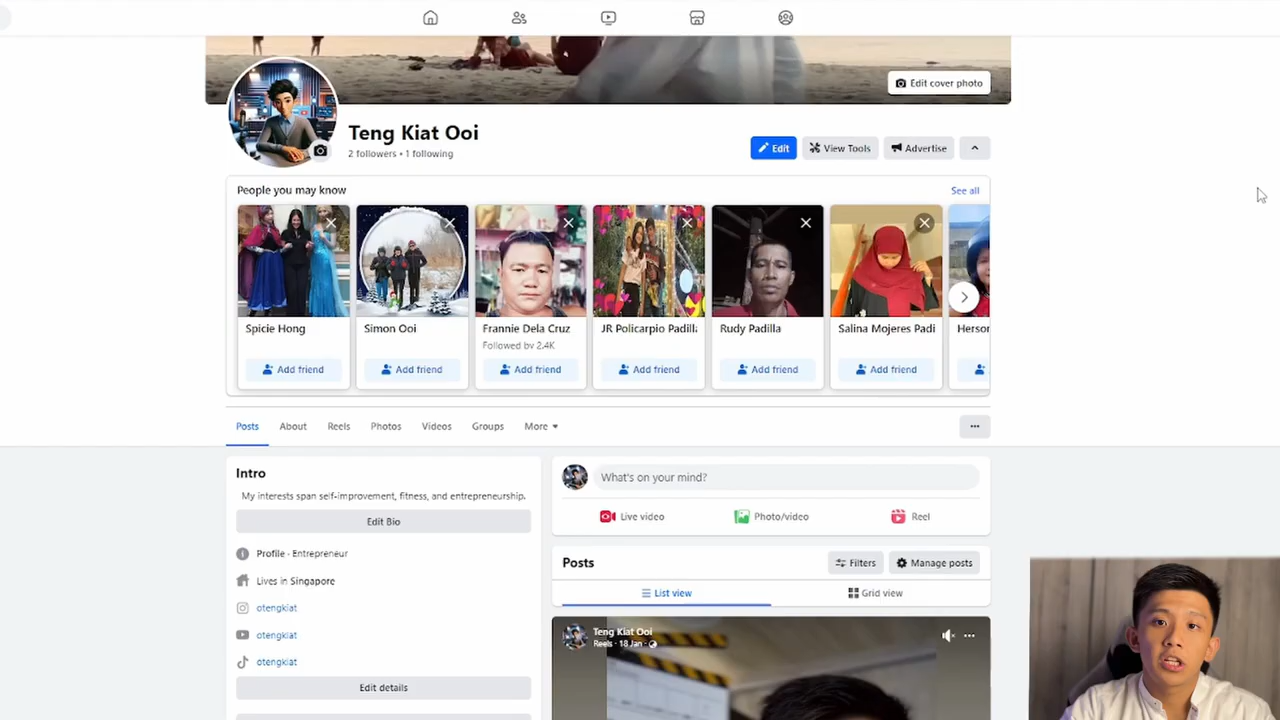 Edit cover photo
Teng Kiat Ooi
2 followers • 1 following
Edit
View Tools
Advertise
People you may know
See all
Spicie Hong
Simon Ooi
Frannie Dela Cruz
JR Policarpio Padilla
Rudy Padilla
Salina Mojeres Padi
Herson
Followed by 2.4K
Add friend
Add friend
Add friend
Add friend
Add friend
Add friend
Posts
About
Reels
Photos
Videos
Groups
More
Intro
My interests span self-improvement, fitness, and entrepreneurship.
Edit Bio
Profile · Entrepreneur
Lives in Singapore
otengkiat
otengkiat
otengkiat
Edit details
What's on your mind?
Live video
Photo/video
Reel
Posts
Filters
Manage posts
List view
Grid view
Teng Kiat Ooi
Reels · 18 Jan ·